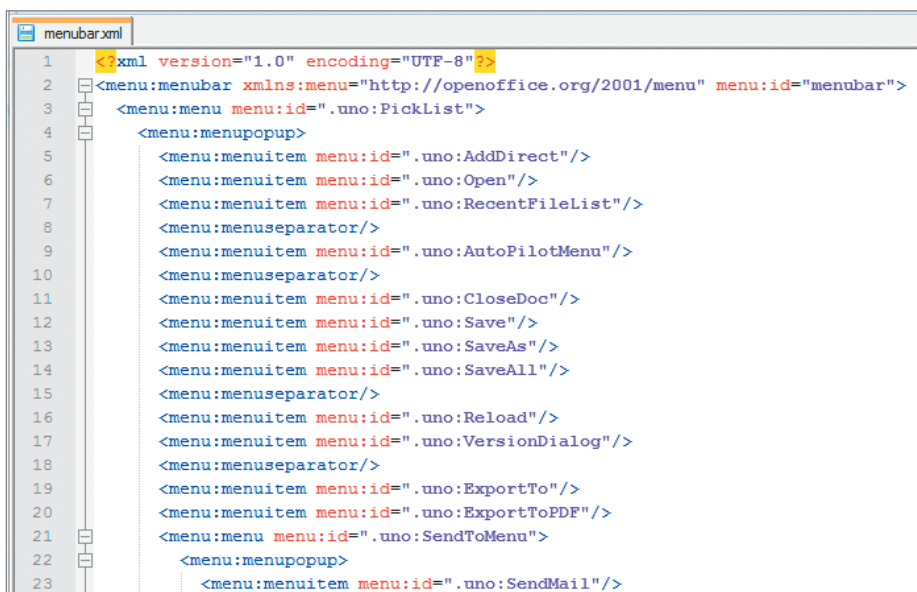 menubar.xml
1 <?xml version="1.0" encoding="UTF-8"?>
2 <menu:menubar xmlns:menu="http://openoffice.org/2001/menu" menu:id="menubar">
3 <menu:menu menu:id=".uno:PickList">
4 <menu:menupopup>
5 <menu:menuitem menu:id=".uno:AddDirect"/>
6 <menu:menuitem menu:id=".uno:Open"/>
7 <menu:menuitem menu:id=".uno:RecentFileList"/>
8 <menu:menuseparator/>
9 <menu:menuitem menu:id=".uno:AutoPilotMenu"/>
10 <menu:menuseparator/>
11 <menu:menuitem menu:id=".uno:CloseDoc"/>
12 <menu:menuitem menu:id=".uno:Save"/>
13 <menu:menuitem menu:id=".uno:SaveAs"/>
14 <menu:menuitem menu:id=".uno:SaveAll"/>
15 <menu:menuseparator/>
16 <menu:menuitem menu:id=".uno:Reload"/>
17 <menu:menuitem menu:id=".uno:VersionDialog"/>
18 <menu:menuseparator/>
19 <menu:menuitem menu:id=".uno:ExportTo"/>
20 <menu:menuitem menu:id=".uno:ExportToPDF"/>
21 <menu:menu menu:id=".uno:SendToMenu">
22 <menu:menupopup>
23 <menu:menuitem menu:id=".uno:SendMail"/>